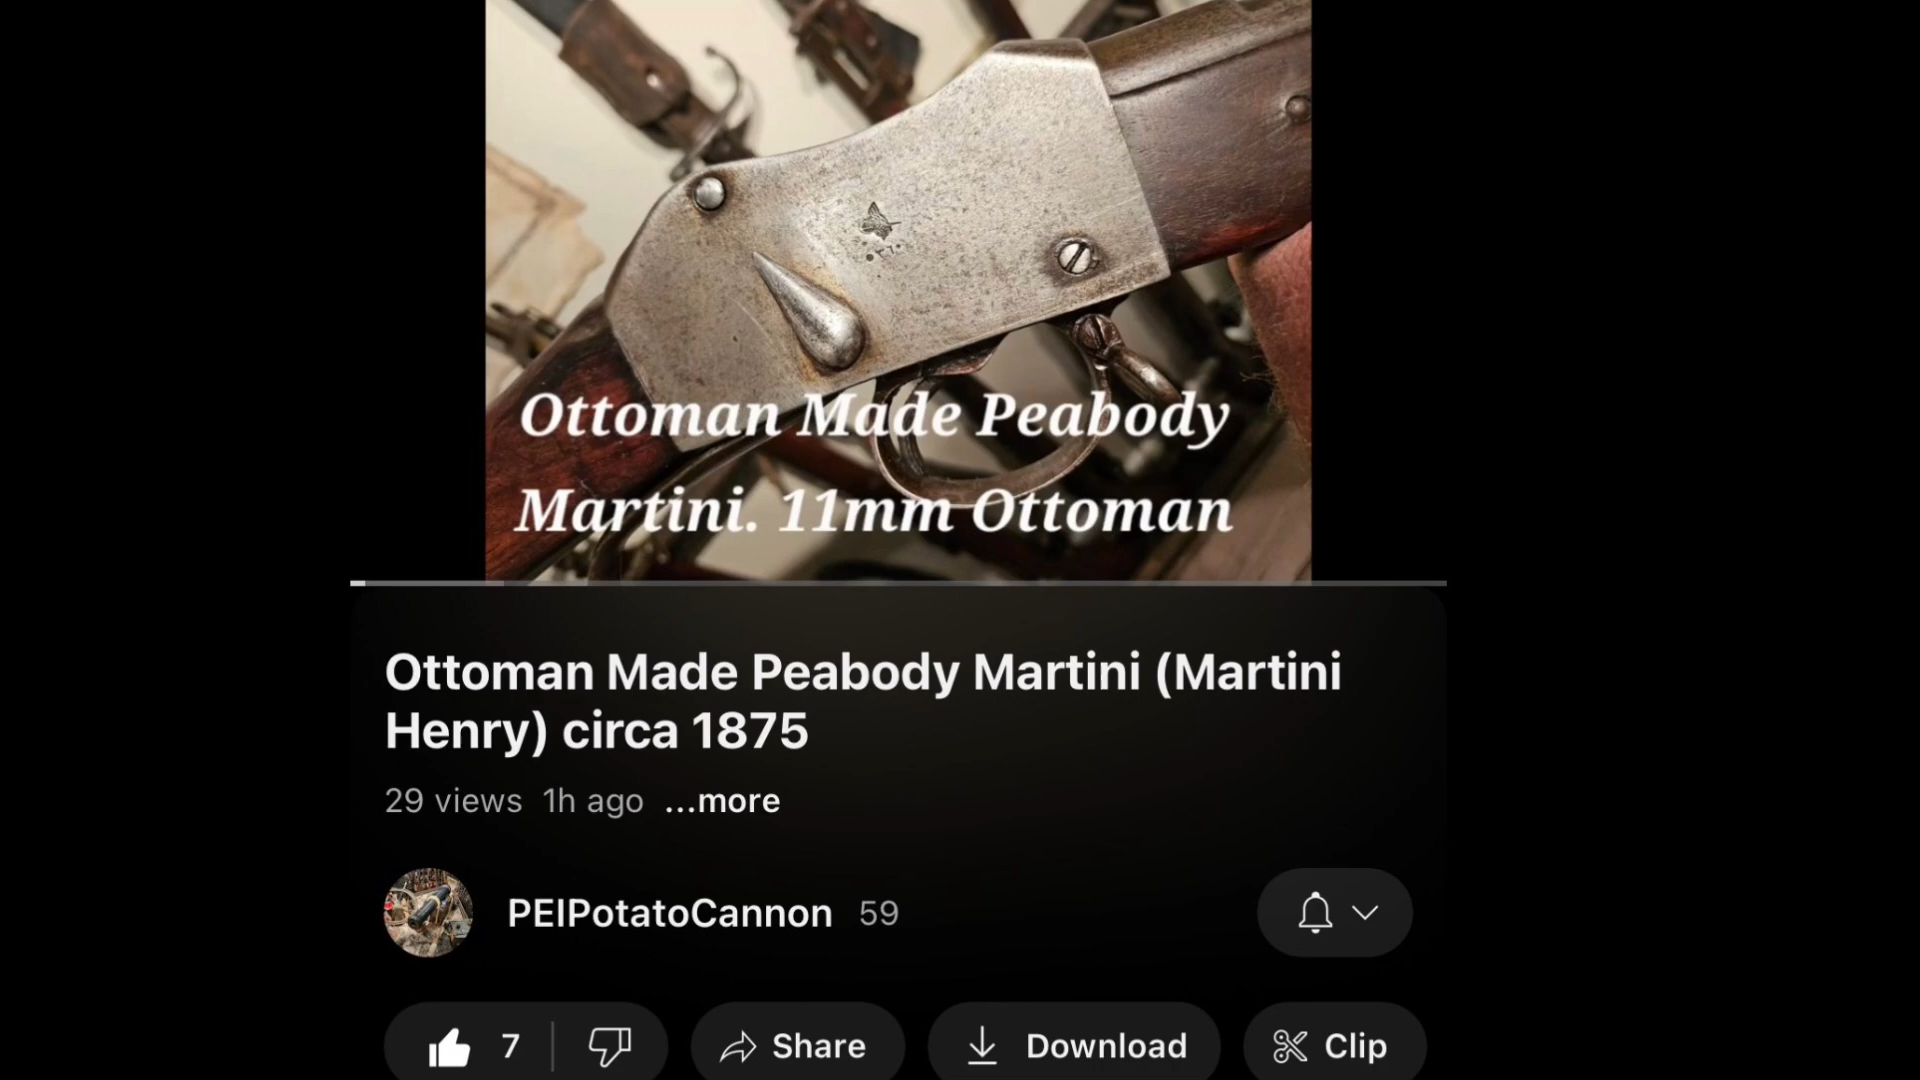 Ottoman Made Peabody
Martini. 11mm Ottoman
Ottoman Made Peabody Martini (Martini
Henry) circa 1875
29 views 1h ago ...more
PEIPotatoCannon 59
7 Share Download Clip